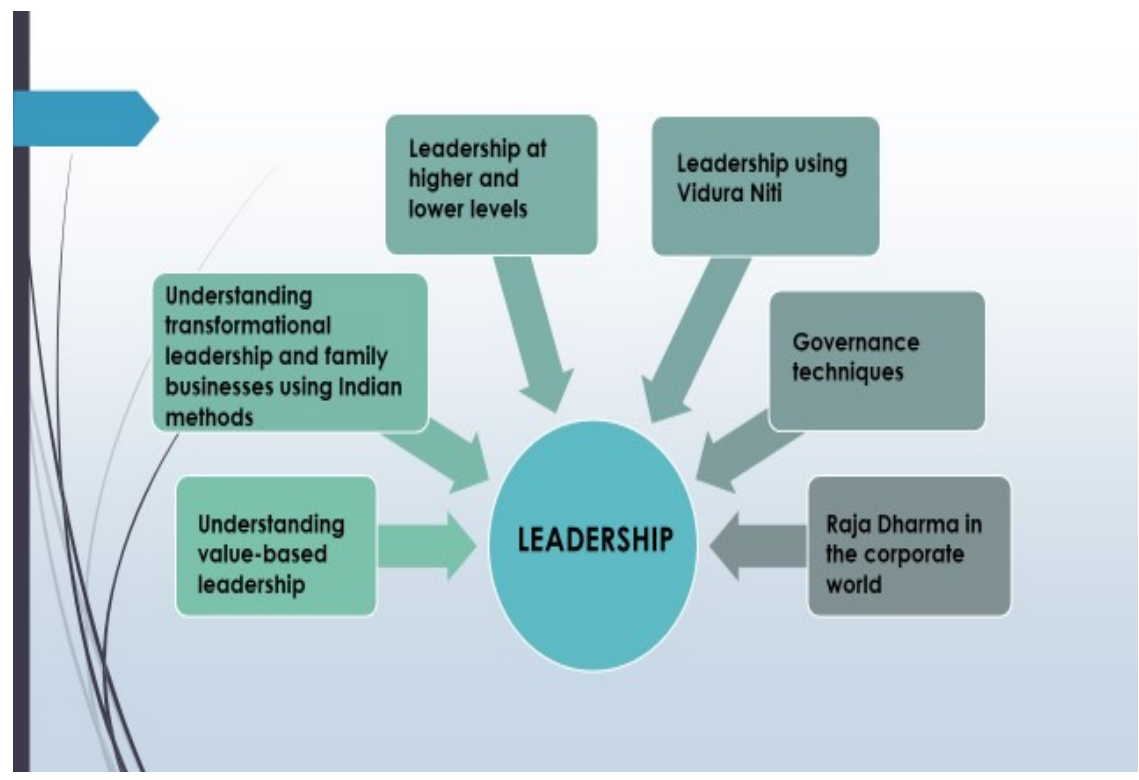 Leadership at
higher and
lower levels
Leadership using
Vidura Niti
Understanding
transformational
leadership and family
businesses using Indian
methods
Governance
techniques
Understanding
value-based
leadership
LEADERSHIP
Raja Dharma in
the corporate
world